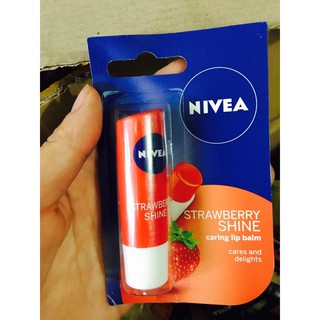 NIVEA
STRAWBERRY
SHINE
caring lip balm
cares and
delights
NIVEA
STRAWBERRY
SHINE